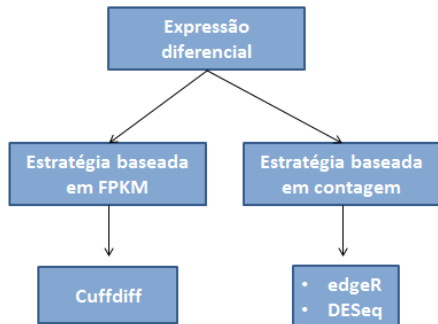 Expressão
diferencial
Estratégia baseada
em FPKM
Estratégia baseada
em contagem
Cuffdiff
• edgeR
• DESeq